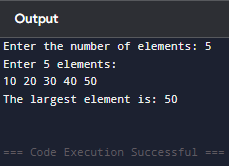 Output
Enter the number of elements: 5
Enter 5 elements:
10 20 30 40 50
The largest element is: 50
=== Code Execution Successful ===